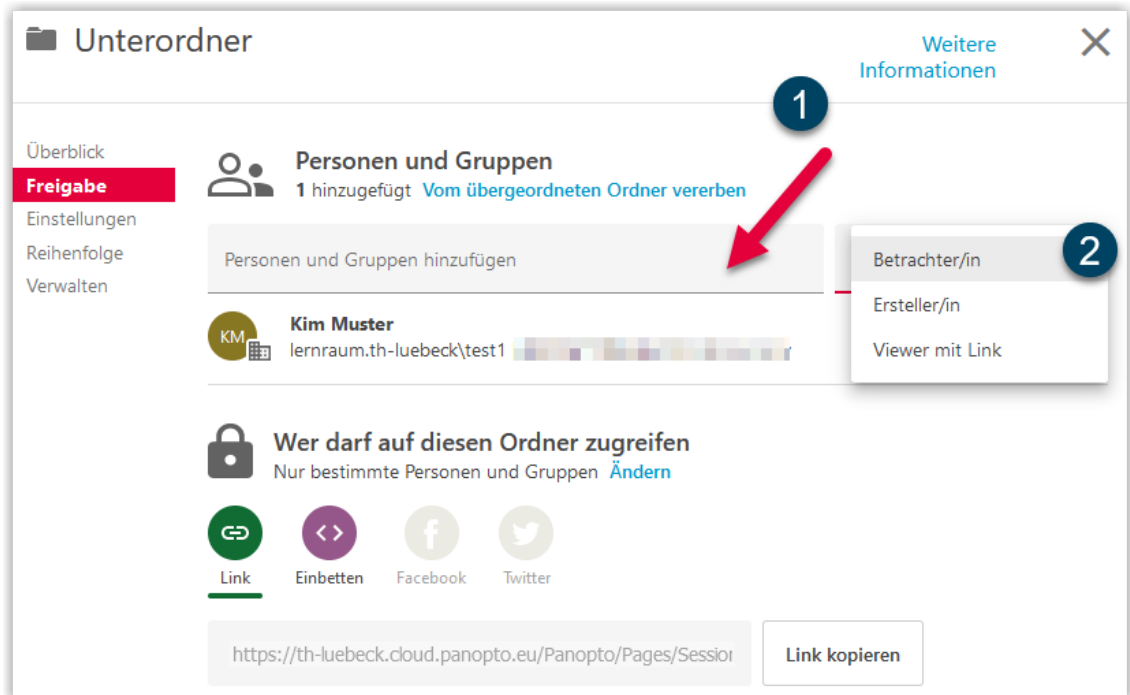 Unterordner
Weitere
Informationen
1
Überblick
Freigabe
Einstellungen
Reihenfolge
Verwalten
Personen und Gruppen
1 hinzugefügt Vom übergeordneten Ordner vererben
Personen und Gruppen hinzufügen
2
Betrachter/in
Ersteller/in
Viewer mit Link
KM
Kim Muster
lernraum.th-luebeck\test1
Wer darf auf diesen Ordner zugreifen
Nur bestimmte Personen und Gruppen Ändern
Link
Einbetten
Facebook
Twitter
https://th-luebeck.cloud.panopto.eu/Panopto/Pages/Session
Link kopieren